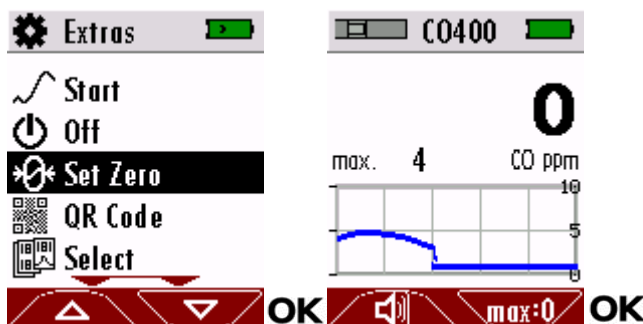 Extras
Start
Off
Set Zero
QR Code
Select
OK
CO400
0
max. 4 CO ppm
10
5
0
max:0
OK